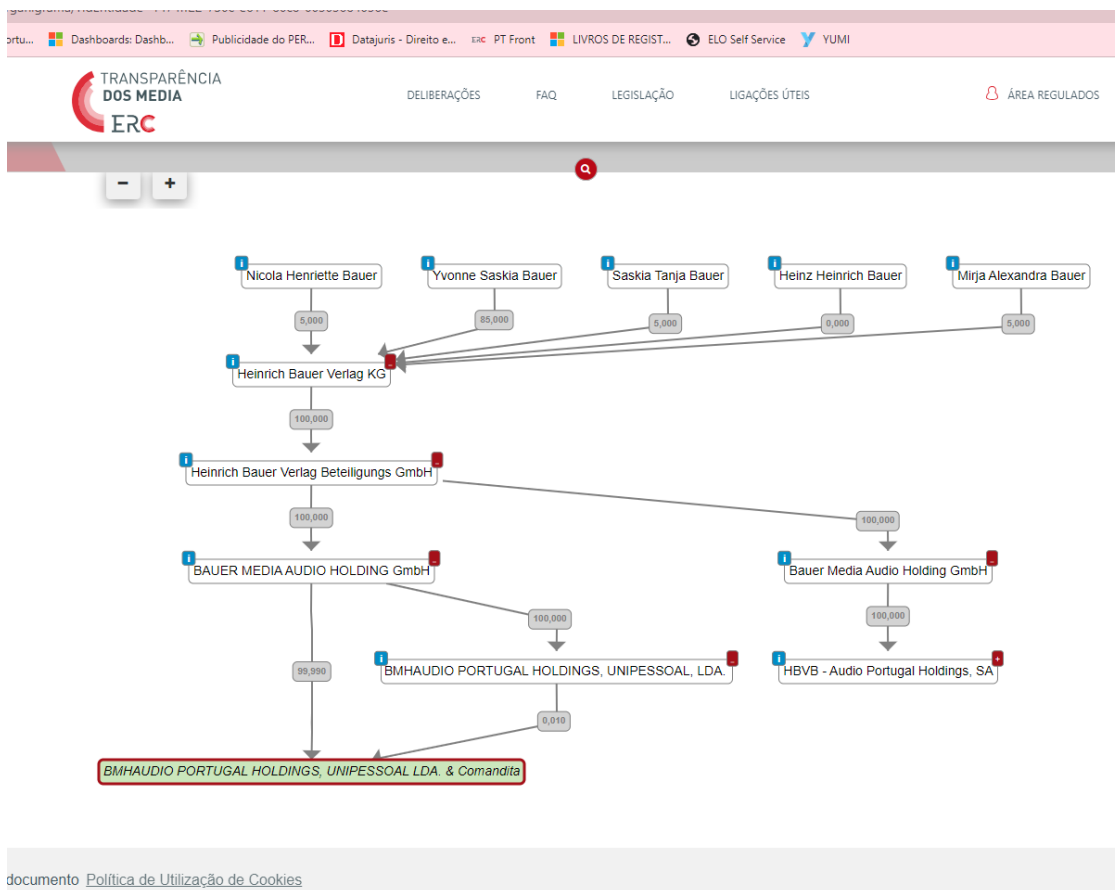 ortu...
Dashboards: Dashb...
Publicidade do PER...
Datajuris - Direito e...
ERC PT Front
LIVROS DE REGIST...
ELO Self Service
YUMI
TRANSPARÊNCIA
DOS MEDIA
ERC
DELIBERAÇÕES
FAQ
LEGISLAÇÃO
LIGAÇÕES ÚTEIS
ÁREA REGULADOS
− +
Nicola Henriette Bauer
Yvonne Saskia Bauer
Saskia Tanja Bauer
Heinz Heinrich Bauer
Mirja Alexandra Bauer
5,000
85,000
5,000
0,000
5,000
Heinrich Bauer Verlag KG
100,000
Heinrich Bauer Verlag Beteiligungs GmbH
100,000
100,000
BAUER MEDIA AUDIO HOLDING GmbH
Bauer Media Audio Holding GmbH
100,000
100,000
BMHAUDIO PORTUGAL HOLDINGS, UNIPESSOAL, LDA.
HBVB - Audio Portugal Holdings, SA
99,990
0,010
BMHAUDIO PORTUGAL HOLDINGS, UNIPESSOAL LDA. & Comandita
documento Política de Utilização de Cookies